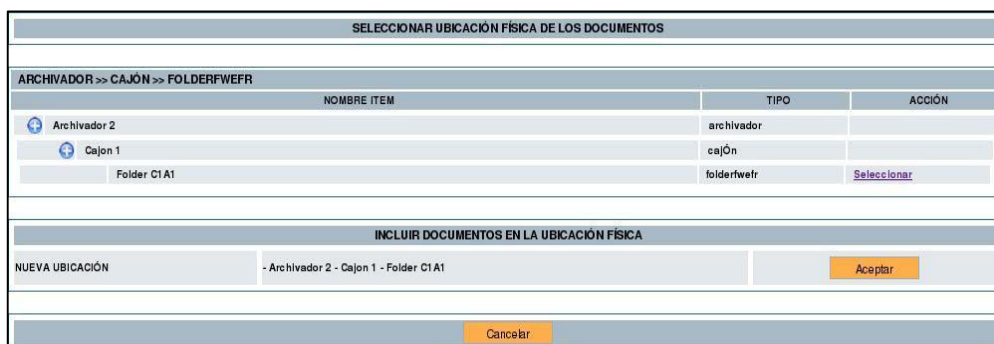 SELECCIONAR UBICACIÓN FÍSICA DE LOS DOCUMENTOS
ARCHIVADOR >> CAJÓN >> FOLDERFWEFR
NOMBRE ITEM TIPO ACCIÓN
Archivador 2 archivador
Cajon 1 cajÓn
Folder C1A1 folderfwefr Seleccionar
INCLUIR DOCUMENTOS EN LA UBICACIÓN FÍSICA
NUEVA UBICACIÓN - Archivador 2 - Cajon 1 - Folder C1A1 Aceptar
Cancelar